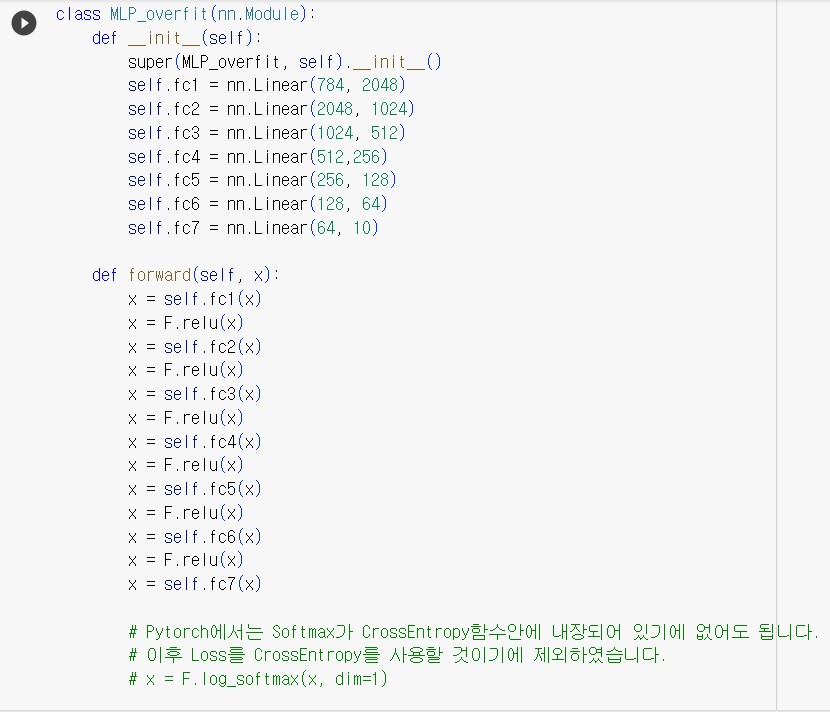 class MLP_overfit(nn.Module):
    def __init__(self):
        super(MLP_overfit, self).__init__()
        self.fc1 = nn.Linear(784, 2048)
        self.fc2 = nn.Linear(2048, 1024)
        self.fc3 = nn.Linear(1024, 512)
        self.fc4 = nn.Linear(512,256)
        self.fc5 = nn.Linear(256, 128)
        self.fc6 = nn.Linear(128, 64)
        self.fc7 = nn.Linear(64, 10)

    def forward(self, x):
        x = self.fc1(x)
        x = F.relu(x)
        x = self.fc2(x)
        x = F.relu(x)
        x = self.fc3(x)
        x = F.relu(x)
        x = self.fc4(x)
        x = F.relu(x)
        x = self.fc5(x)
        x = F.relu(x)
        x = self.fc6(x)
        x = F.relu(x)
        x = self.fc7(x)

        # Pytorch에서는 Softmax가 CrossEntropy함수안에 내장되어 있기에 없어도 됩니다.
        # 이후 Loss를 CrossEntropy를 사용할 것이기에 제외하였습니다.
        # x = F.log_softmax(x, dim=1)